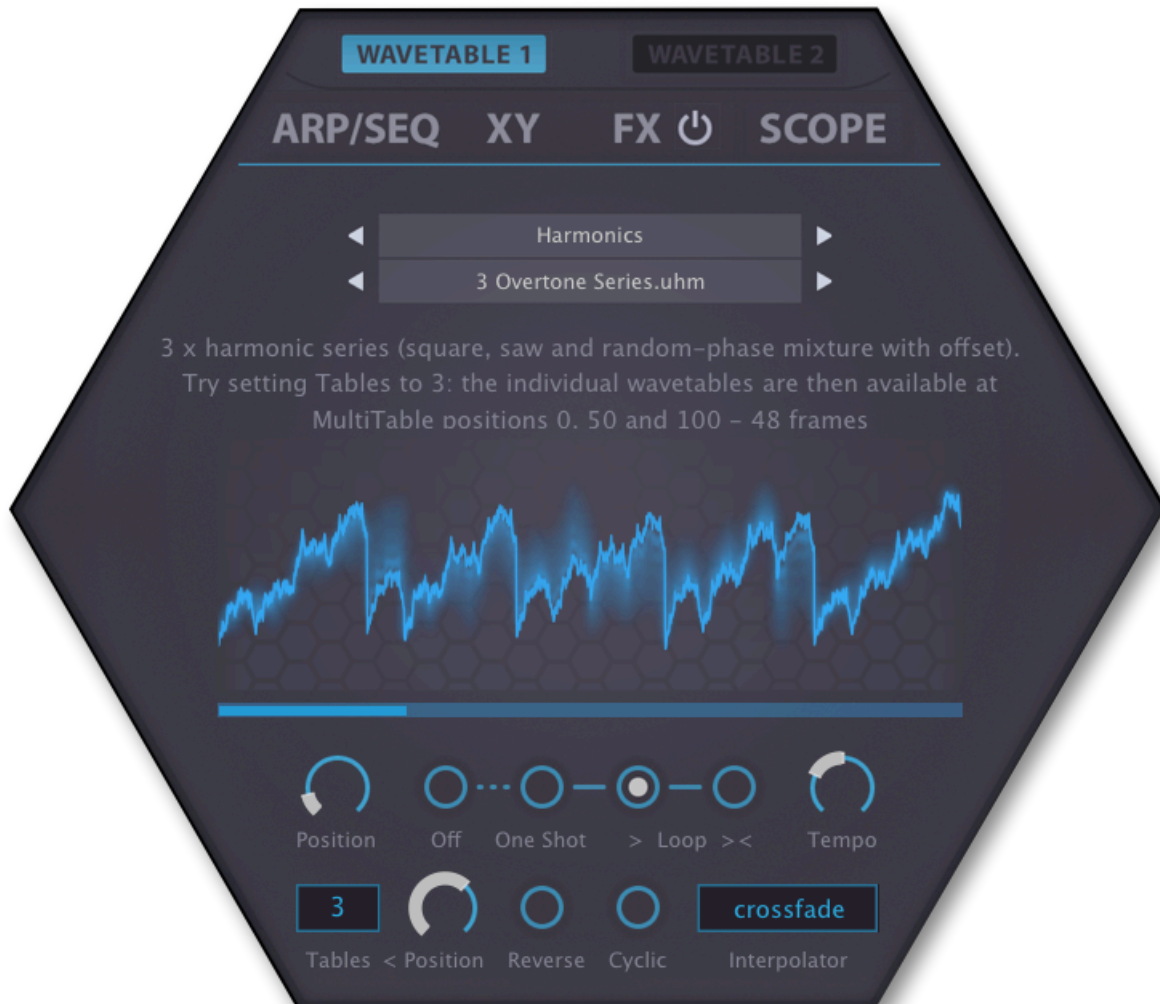 WAVETABLE 1 WAVETABLE 2
ARP/SEQ XY FX SCOPE
Harmonics
3 Overtone Series.uhm
3 x harmonic series (square, saw and random-phase mixture with offset).
Try setting Tables to 3: the individual wavetables are then available at
MultiTable positions 0. 50 and 100 – 48 frames
Position Off One Shot > Loop >< Tempo
3 crossfade
Tables < Position Reverse Cyclic Interpolator